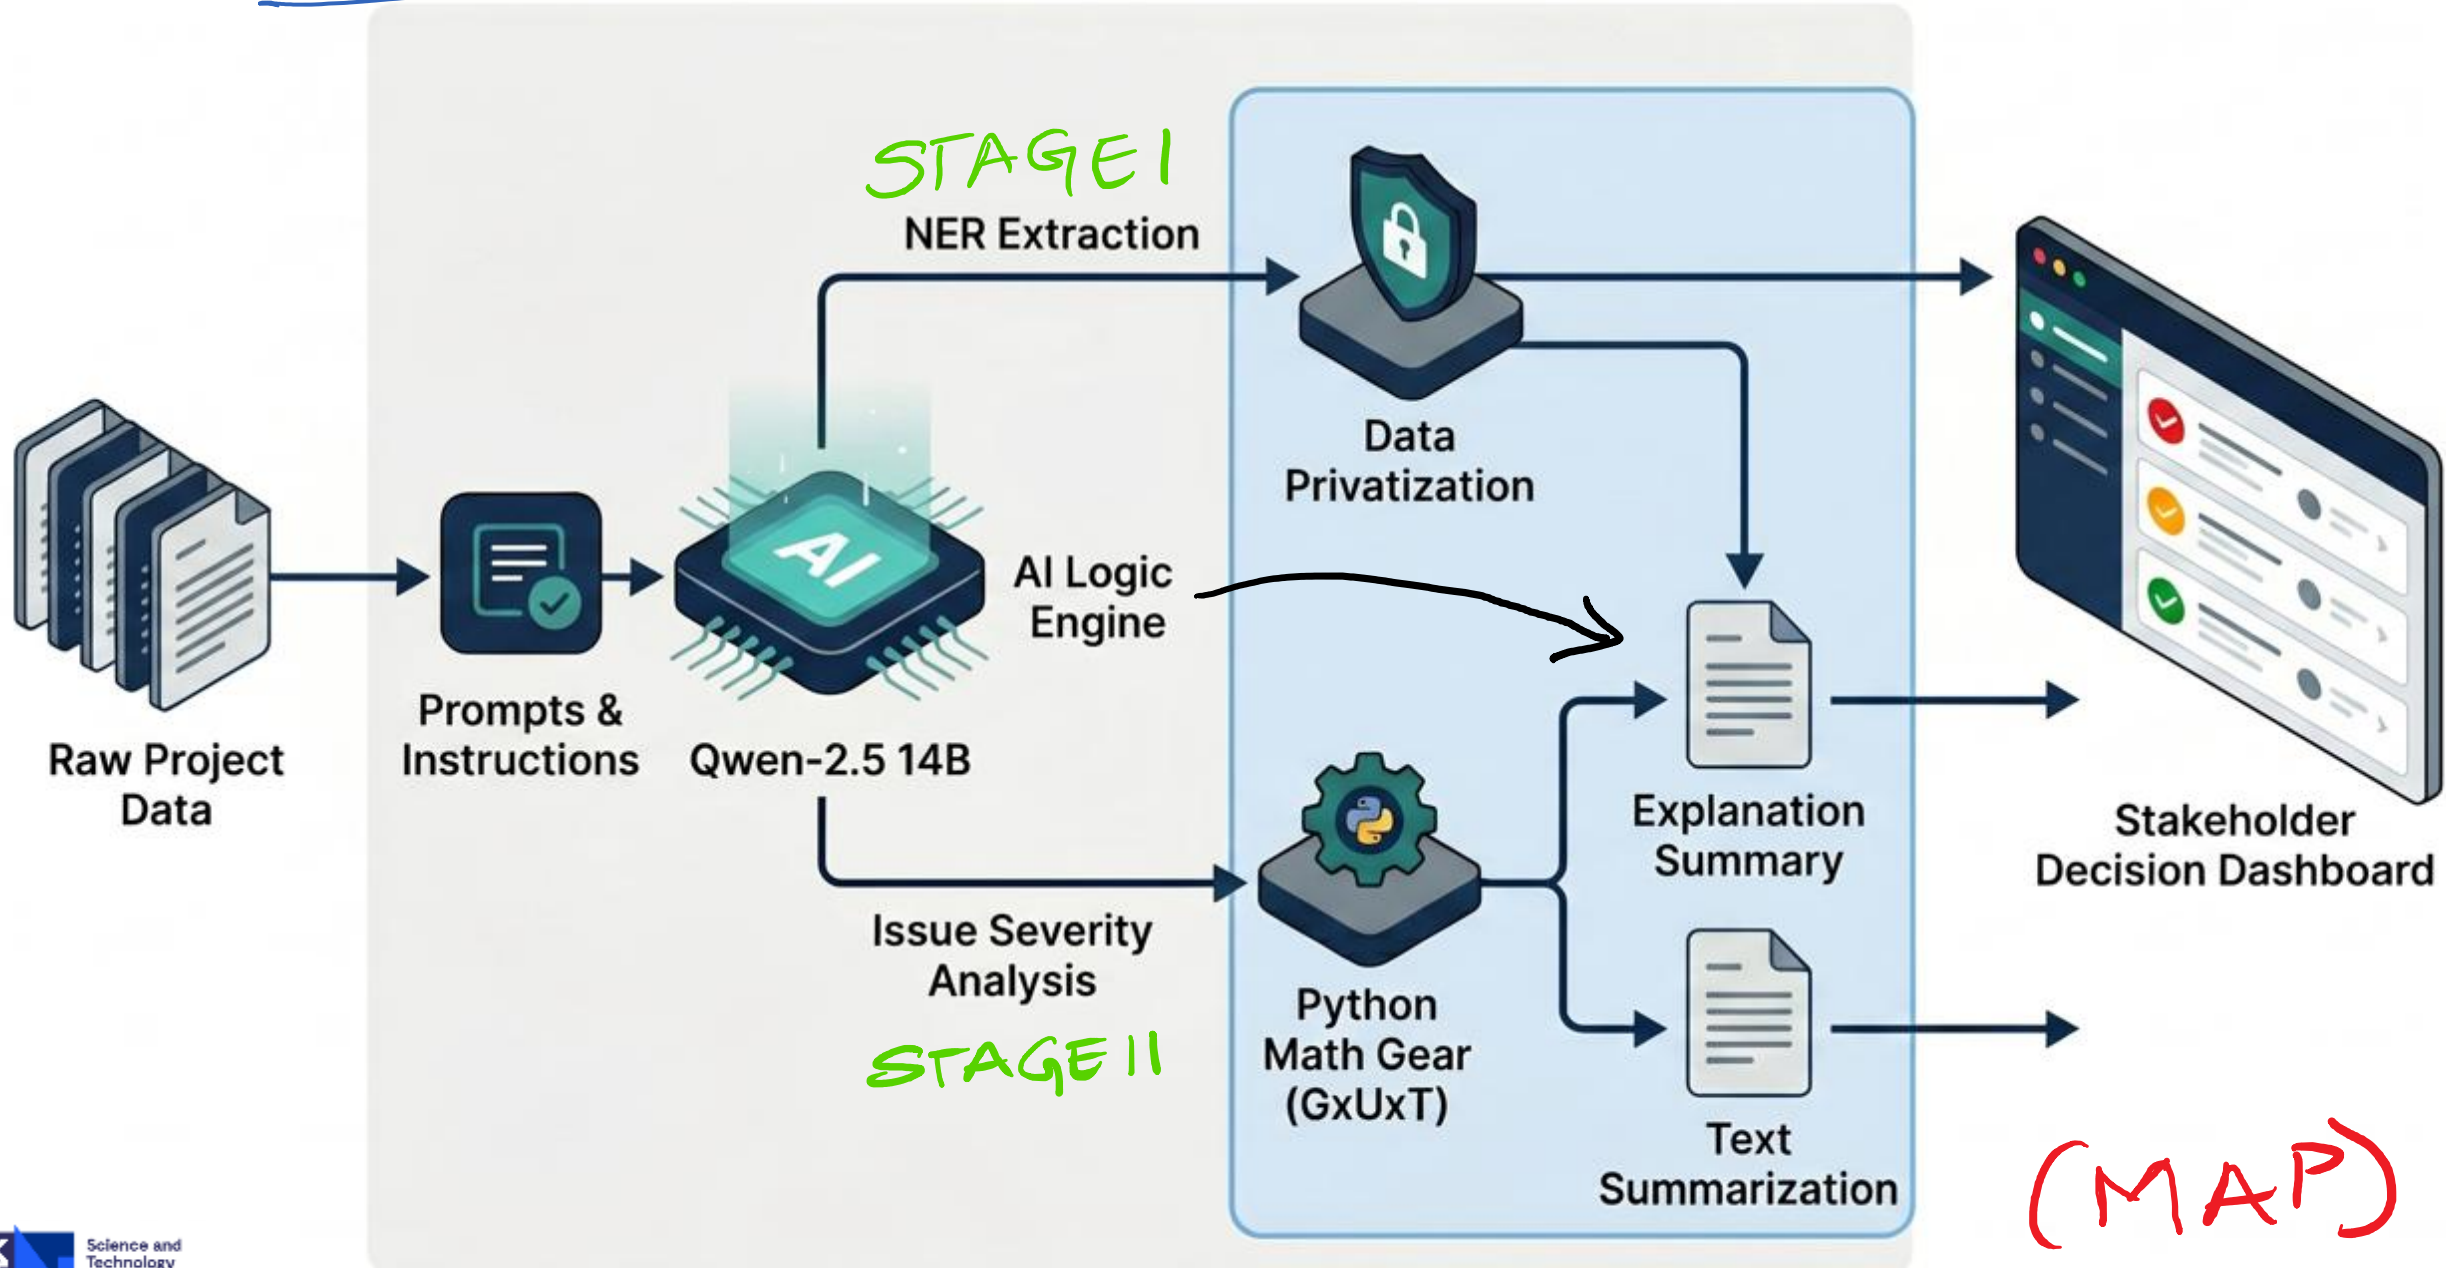 STAGE I
NER Extraction
AI
AI Logic
Engine
Data
Privatization
Prompts &
Instructions
Raw Project
Data
Qwen-2.5 14B
Issue Severity
Analysis
STAGE II
Python
Math Gear
(GxUxT)
Explanation
Summary
Text
Summarization
Stakeholder
Decision Dashboard
(MAP)
Science and
Technology